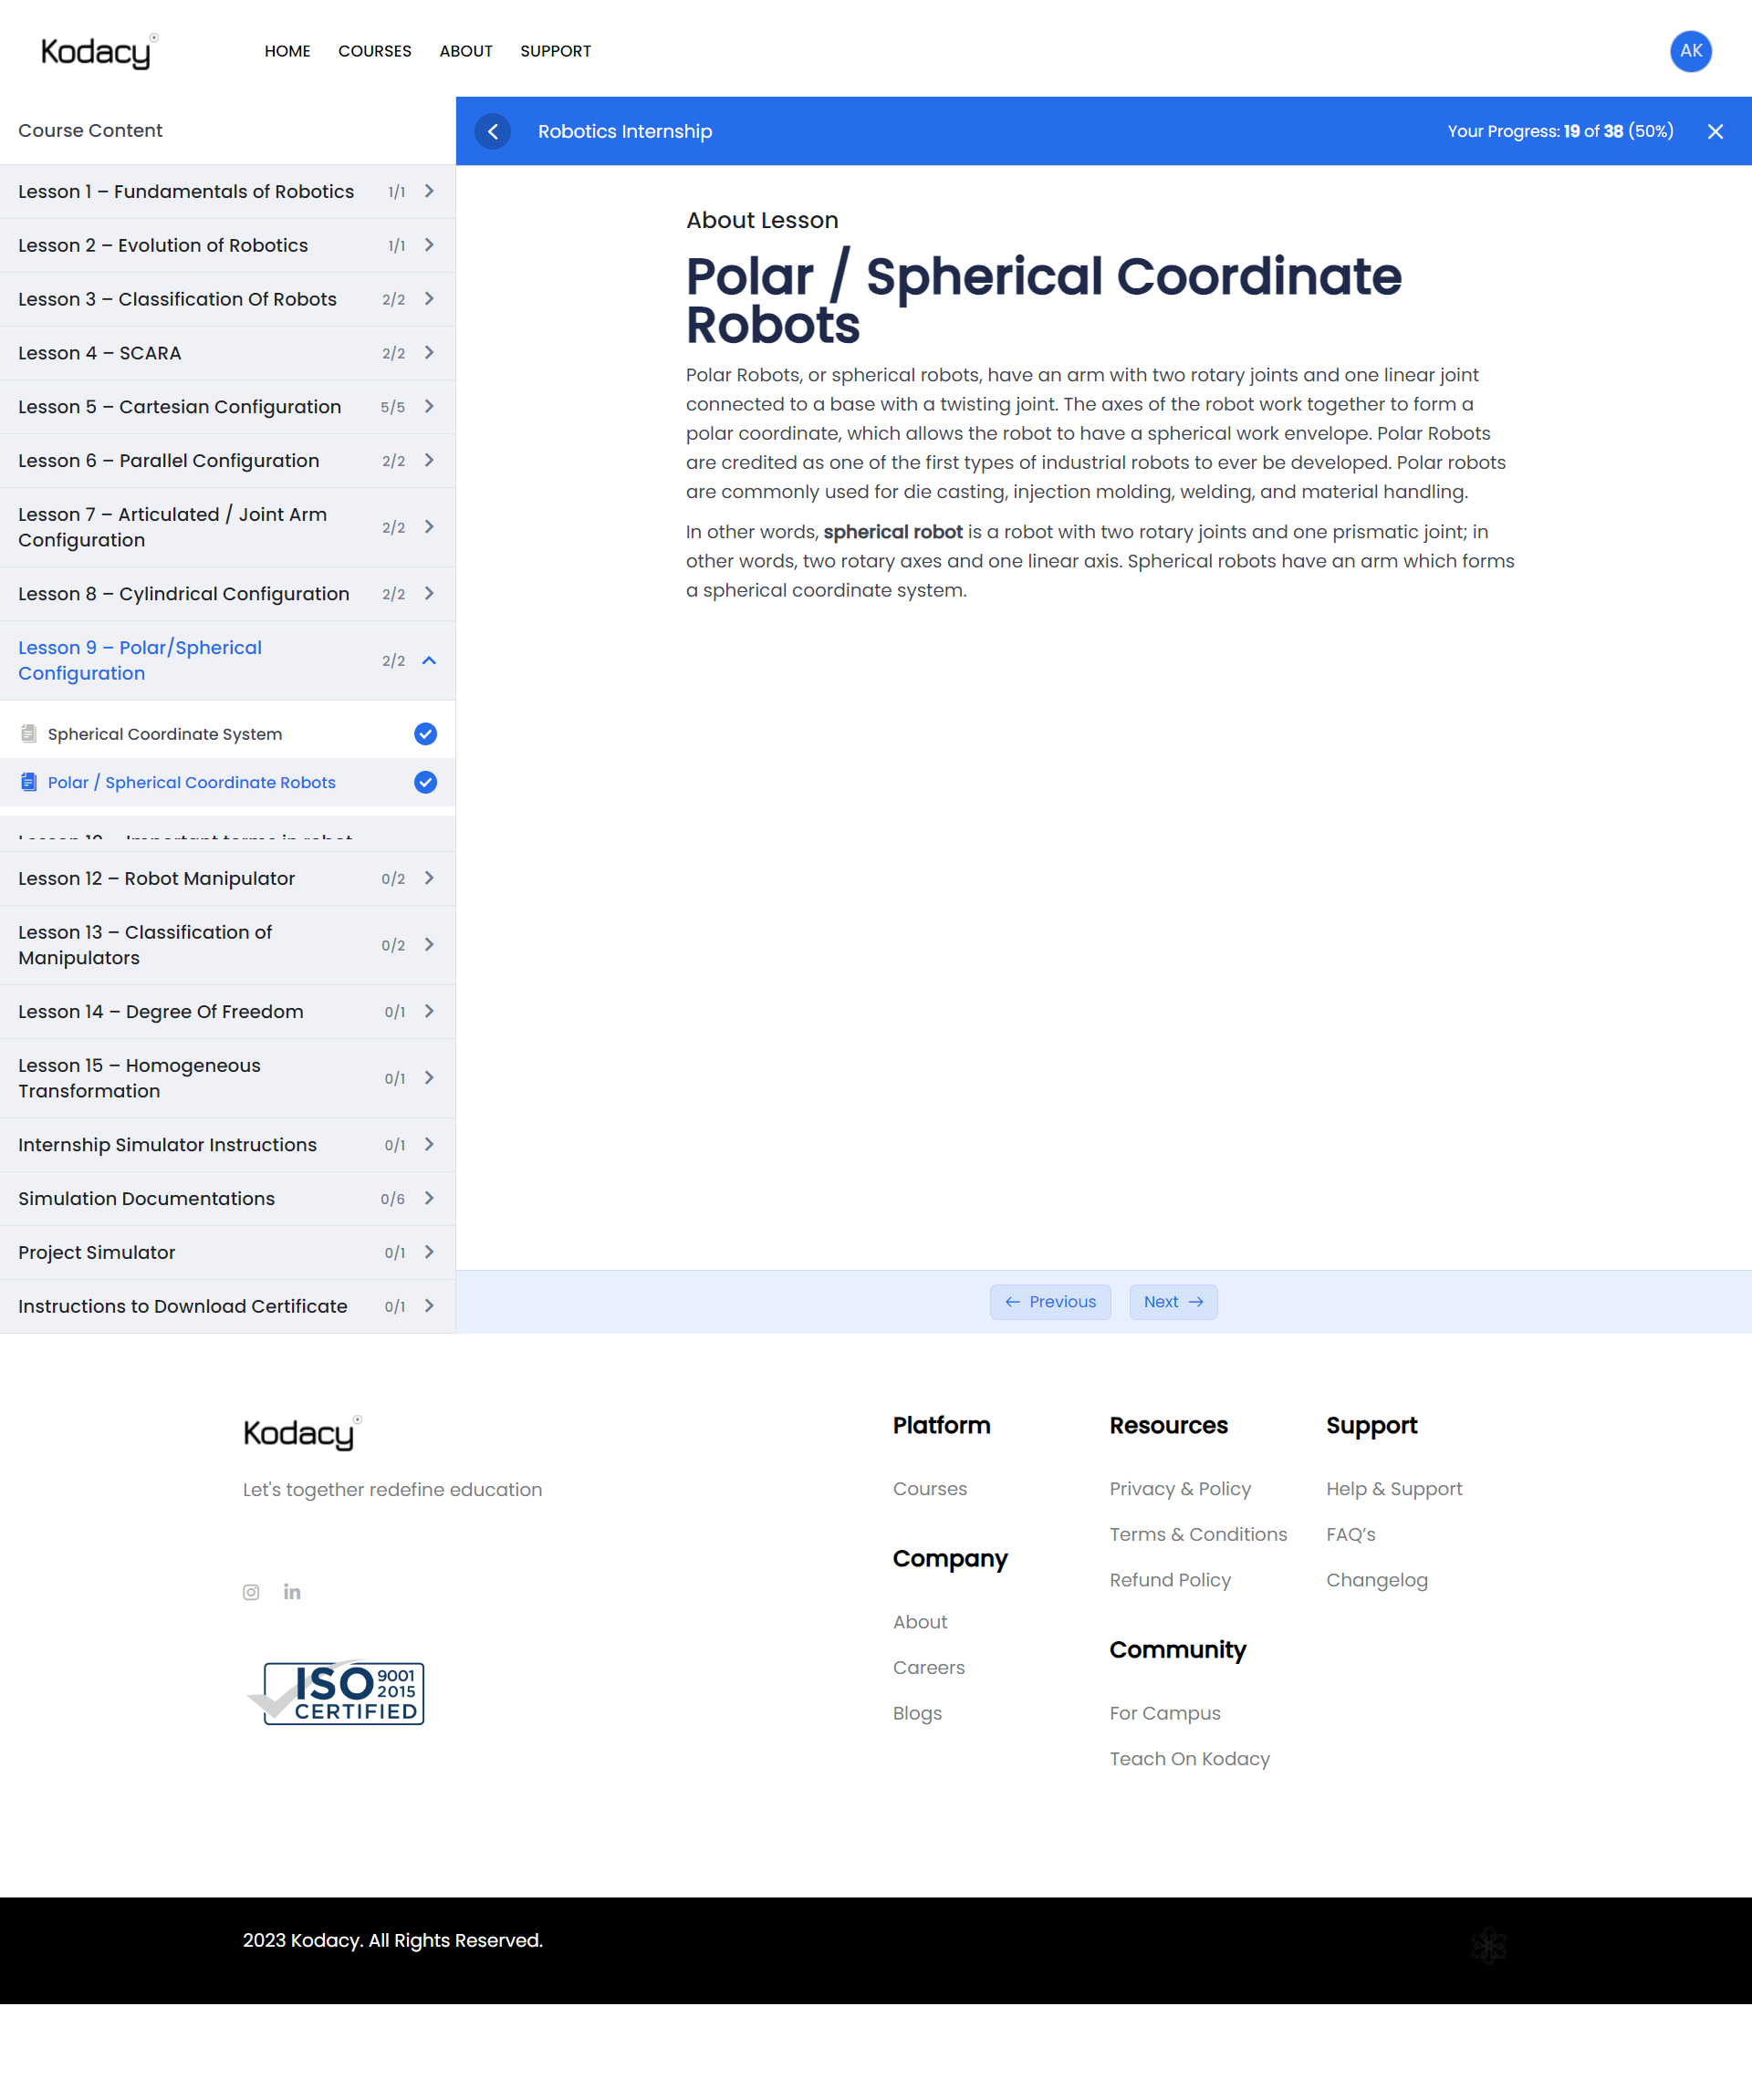 Kodacy
HOME COURSES ABOUT SUPPORT
AK
Course Content
Lesson 1 – Fundamentals of Robotics 1/1
Lesson 2 – Evolution of Robotics 1/1
Lesson 3 – Classification Of Robots 2/2
Lesson 4 – SCARA 2/2
Lesson 5 – Cartesian Configuration 5/5
Lesson 6 – Parallel Configuration 2/2
Lesson 7 – Articulated / Joint Arm
Configuration 2/2
Lesson 8 – Cylindrical Configuration 2/2
Lesson 9 – Polar/Spherical
Configuration 2/2
Spherical Coordinate System
Polar / Spherical Coordinate Robots
Lesson 10 – Important terms in robot
Lesson 12 – Robot Manipulator 0/2
Lesson 13 – Classification of
Manipulators 0/2
Lesson 14 – Degree Of Freedom 0/1
Lesson 15 – Homogeneous
Transformation 0/1
Internship Simulator Instructions 0/1
Simulation Documentations 0/6
Project Simulator 0/1
Instructions to Download Certificate 0/1
Robotics Internship
Your Progress: 19 of 38 (50%)
About Lesson
Polar / Spherical Coordinate
Robots
Polar Robots, or spherical robots, have an arm with two rotary joints and one linear joint
connected to a base with a twisting joint. The axes of the robot work together to form a
polar coordinate, which allows the robot to have a spherical work envelope. Polar Robots
are credited as one of the first types of industrial robots to ever be developed. Polar robots
are commonly used for die casting, injection molding, welding, and material handling.
In other words, spherical robot is a robot with two rotary joints and one prismatic joint; in
other words, two rotary axes and one linear axis. Spherical robots have an arm which forms
a spherical coordinate system.
← Previous
Next →
Kodacy
Let's together redefine education
ISO 9001
2015
CERTIFIED
Platform
Courses
Company
About
Careers
Blogs
Resources
Privacy & Policy
Terms & Conditions
Refund Policy
Community
For Campus
Teach On Kodacy
Support
Help & Support
FAQ’s
Changelog
2023 Kodacy. All Rights Reserved.